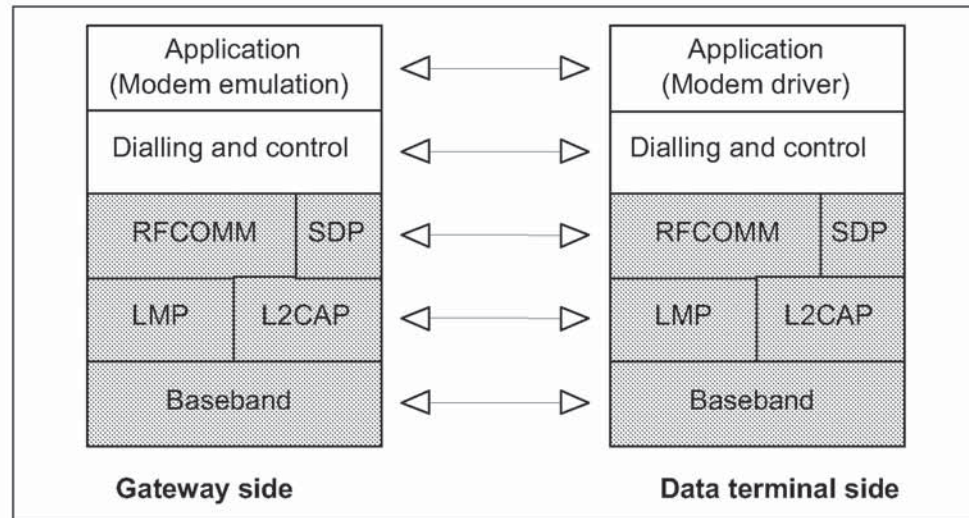 Application
(Modem emulation)
Application
(Modem driver)
Dialling and control
Dialling and control
RFCOMM
SDP
RFCOMM
SDP
LMP
L2CAP
LMP
L2CAP
Baseband
Baseband
Gateway side
Data terminal side